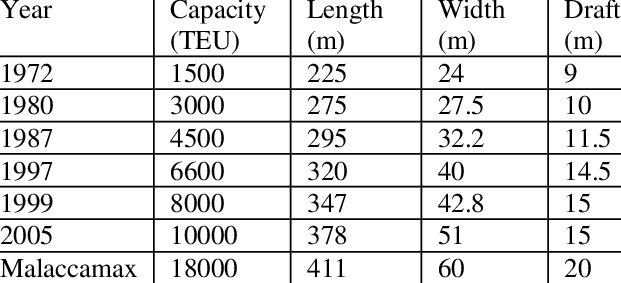 Year Capacity Length Width Draft
(TEU) (m) (m) (m)
1972 1500 225 24 9
1980 3000 275 27.5 10
1987 4500 295 32.2 11.5
1997 6600 320 40 14.5
1999 8000 347 42.8 15
2005 10000 378 51 15
Malaccamax 18000 411 60 20